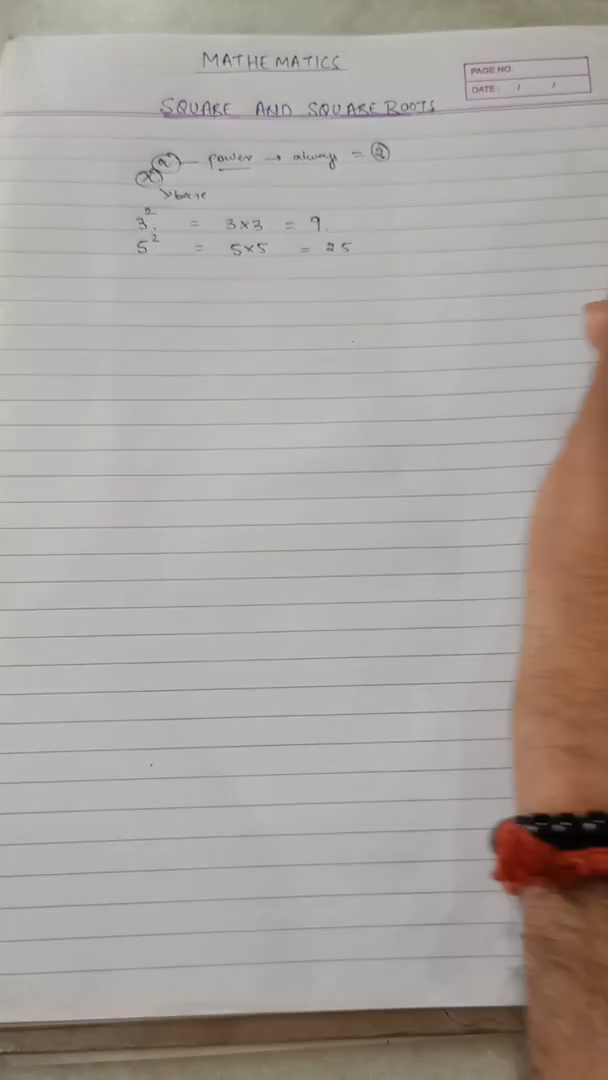 MATHEMATICS
PAGE NO
DATE: / /
SQUARE AND SQUARE ROOTS
xⁿ — power → always = 2
base
3² = 3×3 = 9.
5² = 5×5 = 25